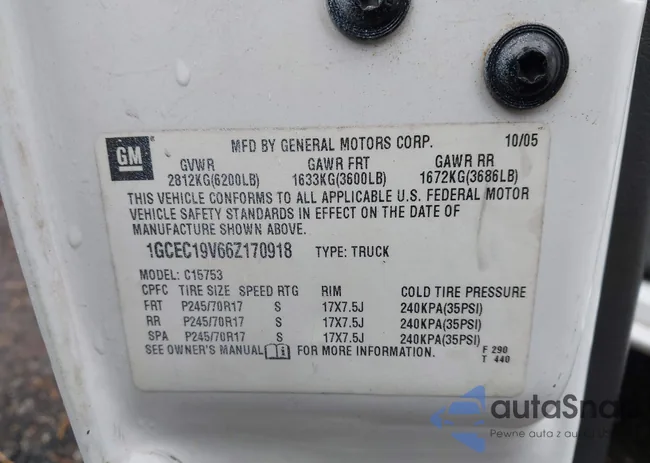 GM
MFD BY GENERAL MOTORS CORP. 10/05
GVWR GAWR FRT GAWR RR
2812KG(6200LB) 1633KG(3600LB) 1672KG(3686LB)
THIS VEHICLE CONFORMS TO ALL APPLICABLE U.S. FEDERAL MOTOR
VEHICLE SAFETY STANDARDS IN EFFECT ON THE DATE OF
MANUFACTURE SHOWN ABOVE.
1GCEC19V66Z170918 TYPE: TRUCK
MODEL: C15753
CPFC TIRE SIZE SPEED RTG RIM COLD TIRE PRESSURE
FRT P245/70R17 S 17X7.5J 240KPA(35PSI)
RR P245/70R17 S 17X7.5J 240KPA(35PSI)
SPA P245/70R17 S 17X7.5J 240KPA(35PSI)
SEE OWNER'S MANUAL FOR MORE INFORMATION. F 290
T 440
autaSna
Pewne auta z auk